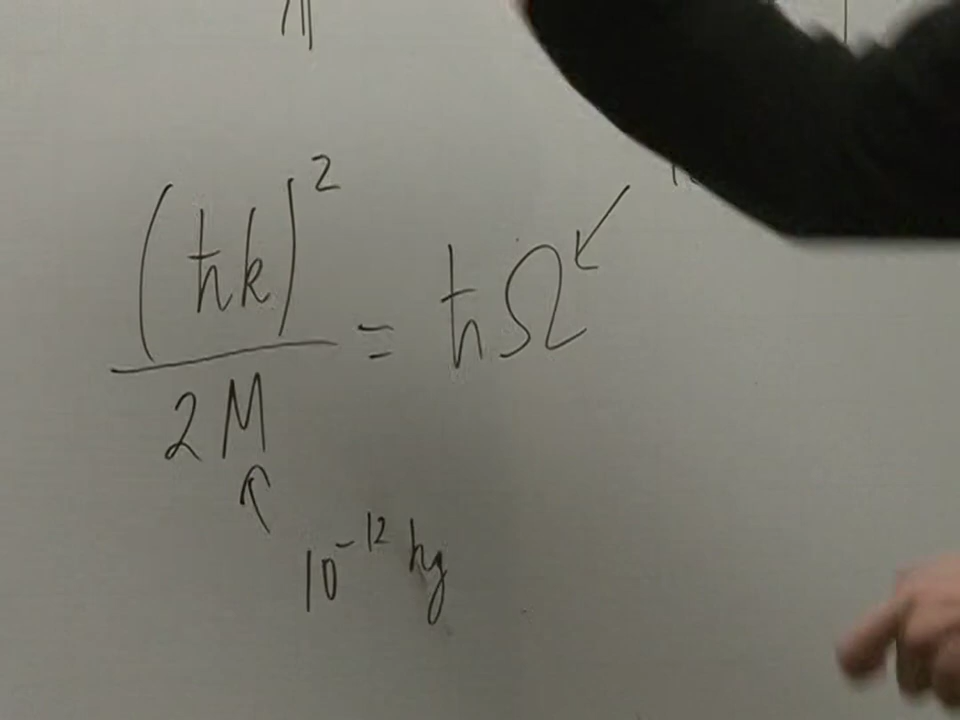 (ħk)²
—— = ħΩ
2M
10⁻¹² kg